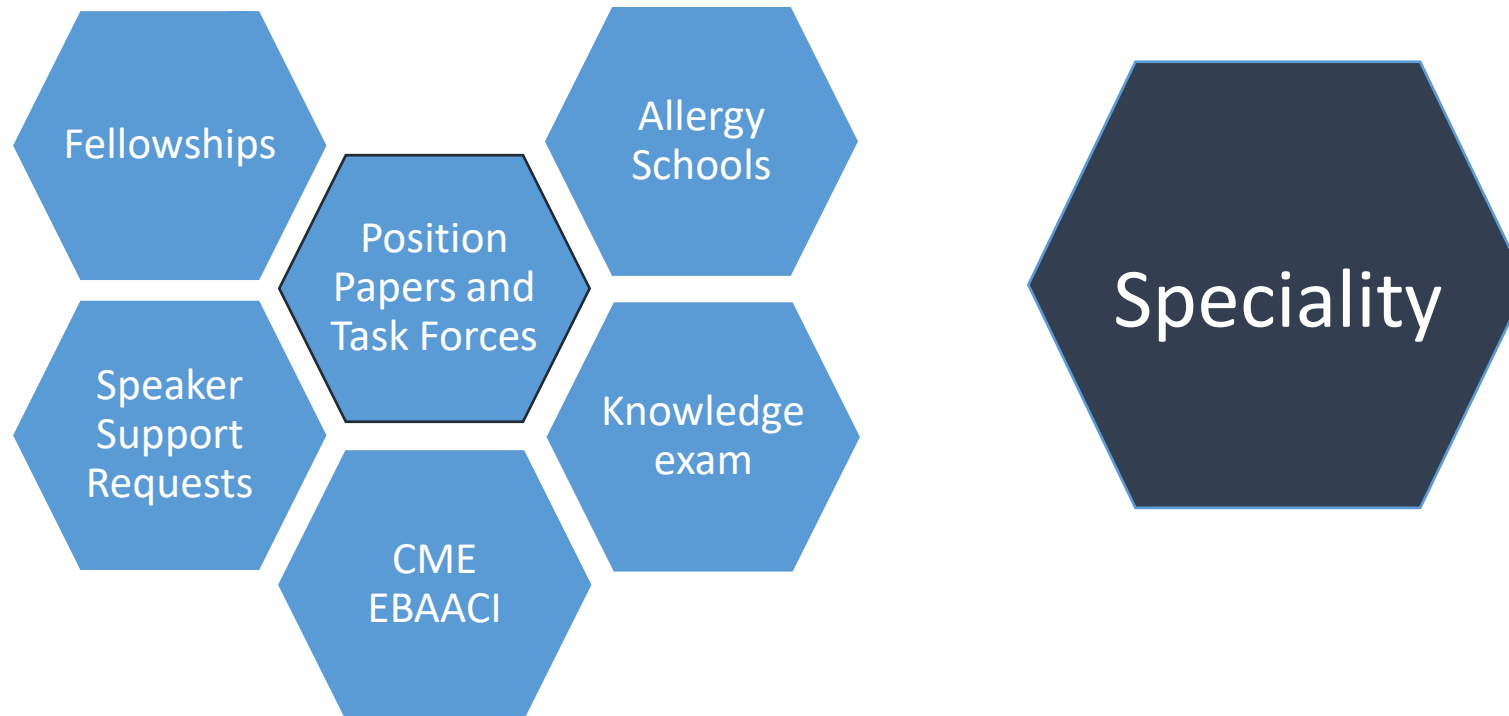 Fellowships
Allergy
Schools
Position
Papers and
Task Forces
Speaker
Support
Requests
Knowledge
exam
CME
EBAACI
Speciality